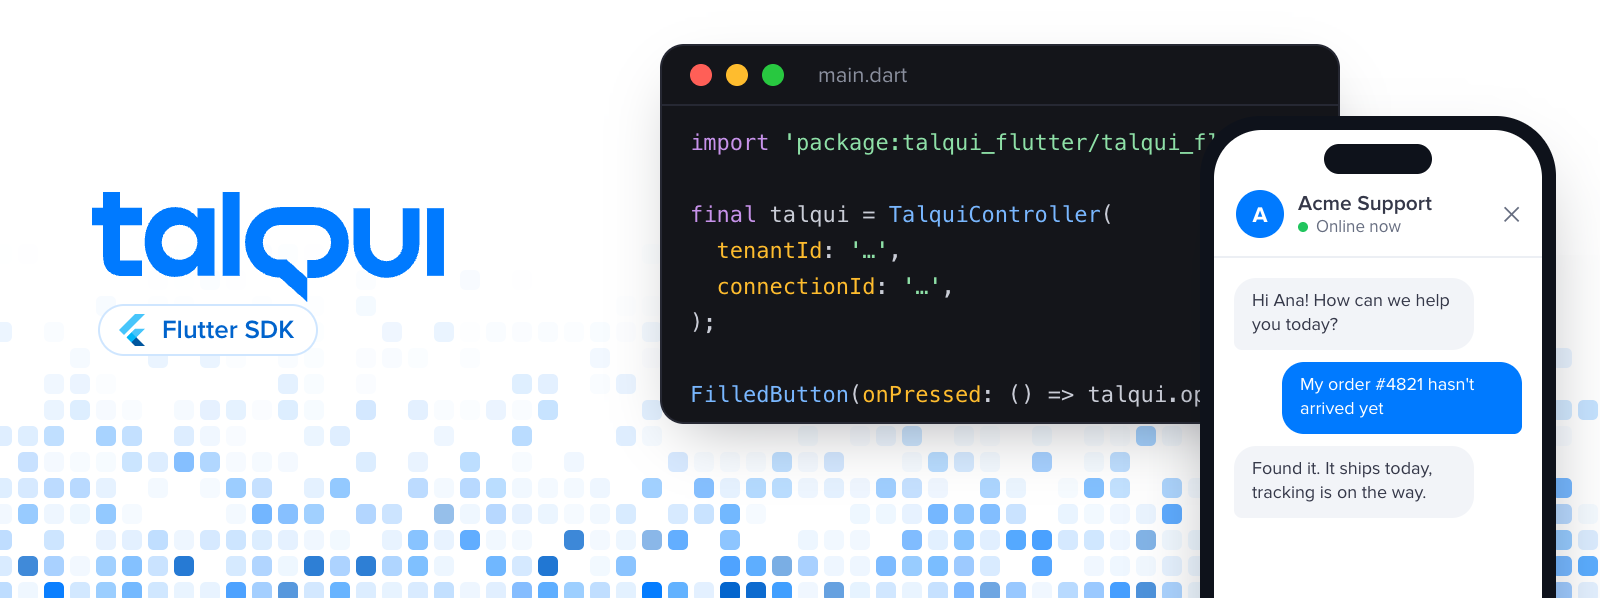 talqui
Flutter SDK
main.dart
import 'package:talqui_flutter/talqui_fl
final talqui = TalquiController(
tenantId: '…',
connectionId: '…',
);
FilledButton(onPressed: () => talqui.op
A
Acme Support
Online now
Hi Ana! How can we help
you today?
My order #4821 hasn't
arrived yet
Found it. It ships today,
tracking is on the way.